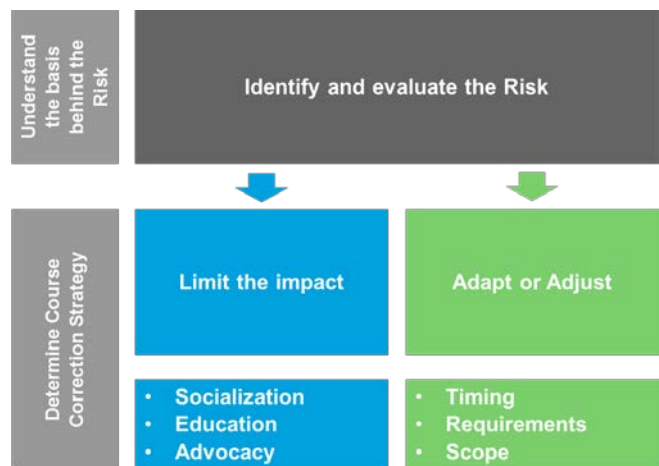 Understand
the basis
behind the
Risk
Identify and evaluate the Risk
Determine Course
Correction Strategy
Limit the impact
Adapt or Adjust
• Socialization
• Education
• Advocacy
• Timing
• Requirements
• Scope